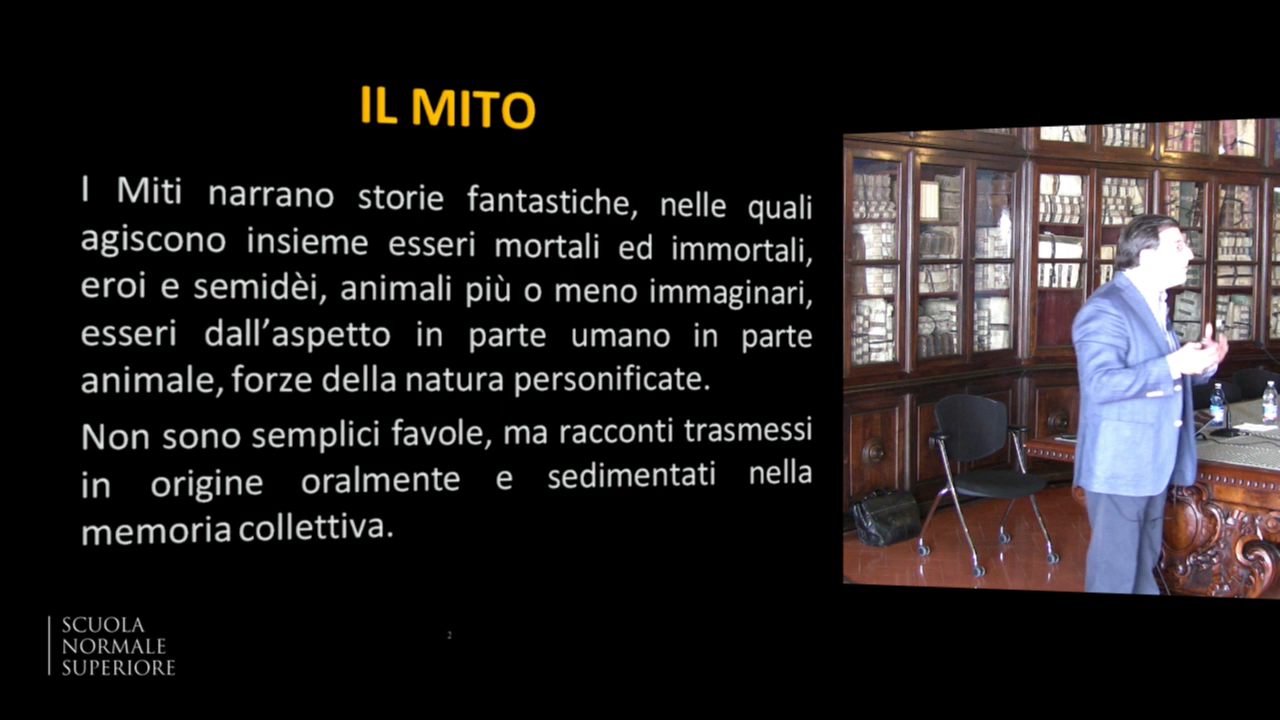 IL MITO
I Miti narrano storie fantastiche, nelle quali
agiscono insieme esseri mortali ed immortali,
eroi e semidèi, animali più o meno immaginari,
esseri dall'aspetto in parte umano in parte
animale, forze della natura personificate.
Non sono semplici favole, ma racconti trasmessi
in origine oralmente e sedimentati nella
memoria collettiva.
SCUOLA
NORMALE
SUPERIORE
2